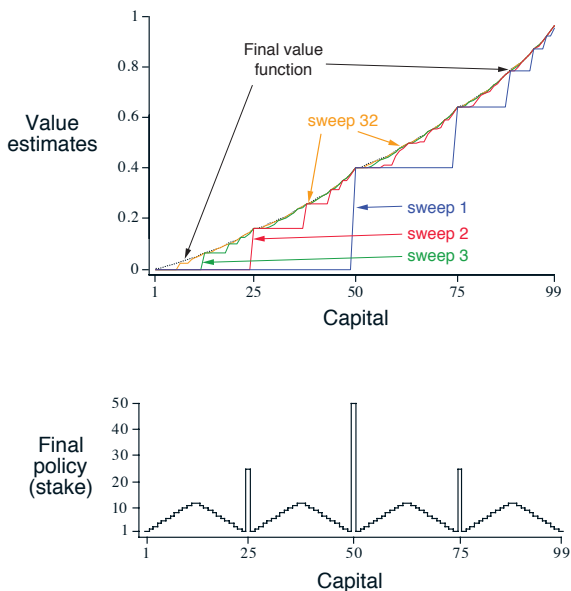 1
Final value
function
0.8
Value
estimates
0.6
sweep 32
0.4
sweep 1
0.2
sweep 2
sweep 3
0
1 25 50 75 99
Capital
50
40
Final
policy
(stake)
30
20
10
1
1 25 50 75 99
Capital